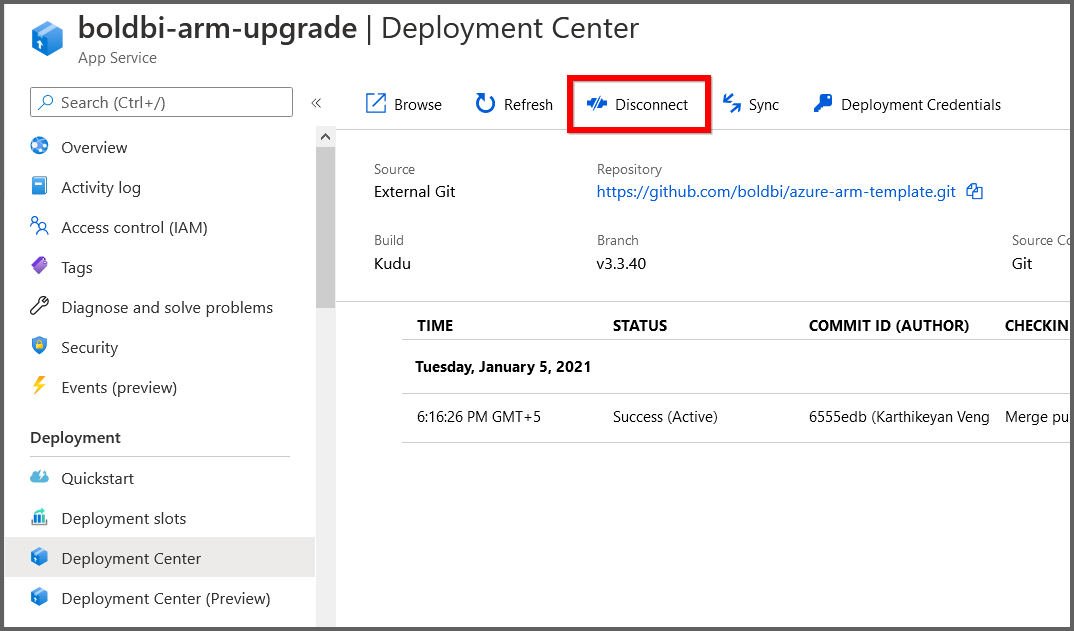 boldbi-arm-upgrade | Deployment Center
App Service
Search (Ctrl+/)
«
Browse
Refresh
Disconnect
Sync
Deployment Credentials
Overview
Activity log
Access control (IAM)
Tags
Diagnose and solve problems
Security
Events (preview)
Deployment
Quickstart
Deployment slots
Deployment Center
Deployment Center (Preview)
Source
External Git
Repository
https://github.com/boldbi/azure-arm-template.git
Build
Kudu
Branch
v3.3.40
Source Co
Git
TIME STATUS COMMIT ID (AUTHOR) CHECKIN
Tuesday, January 5, 2021
6:16:26 PM GMT+5 Success (Active) 6555edb (Karthikeyan Veng Merge pu